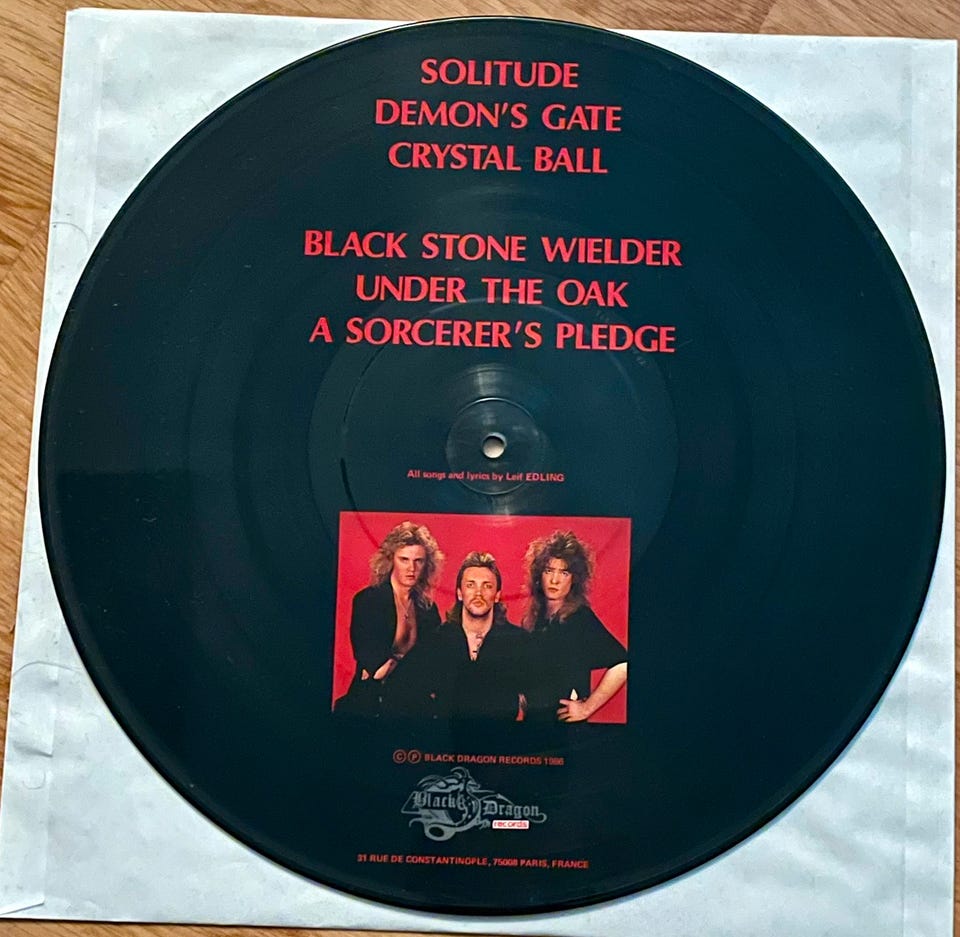 SOLITUDE
DEMON'S GATE
CRYSTAL BALL
BLACK STONE WIELDER
UNDER THE OAK
A SORCERER'S PLEDGE
All songs and lyrics by Leif EDLING
© ℗ BLACK DRAGON RECORDS 1986
Black Dragon
records
31 RUE DE CONSTANTINOPLE, 75008 PARIS, FRANCE